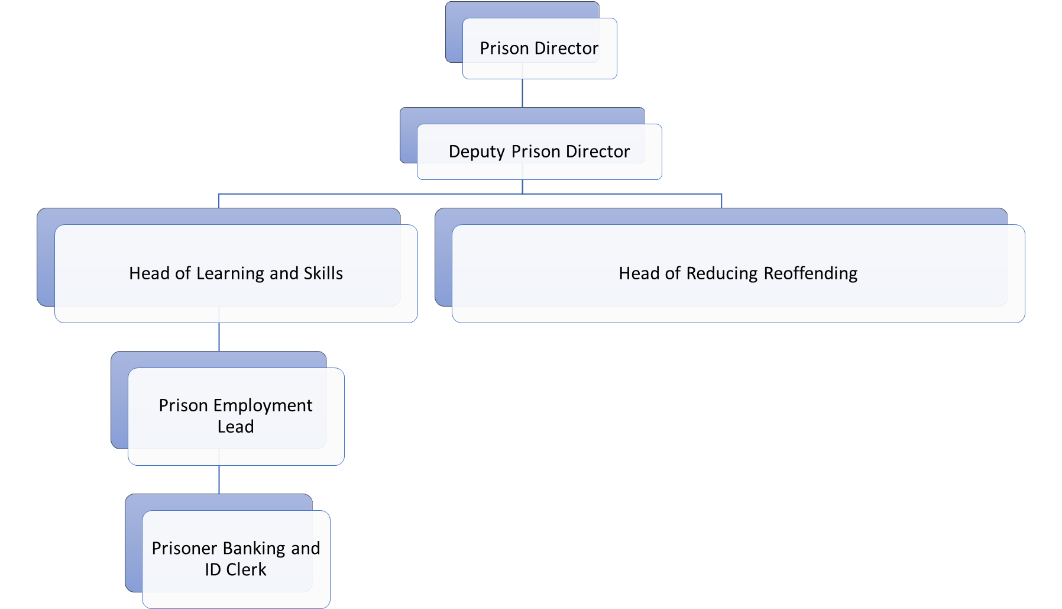 Prison Director
Deputy Prison Director
Head of Learning and Skills
Head of Reducing Reoffending
Prison Employment
Lead
Prisoner Banking and
ID Clerk